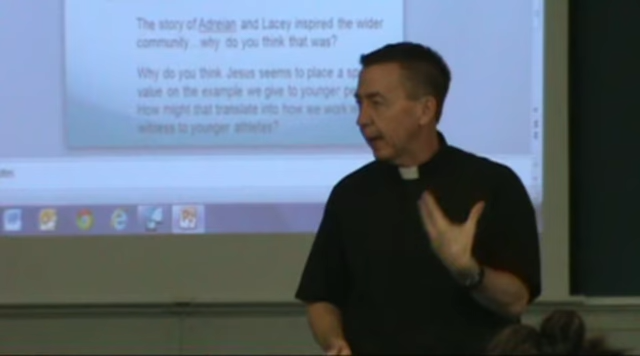 The story of Adreian and Lacey inspired the wider
community...why do you think that was?
Why do you think Jesus seems to place a
value on the example we give to younger
How might that translate into how we work
witness to younger athletes?